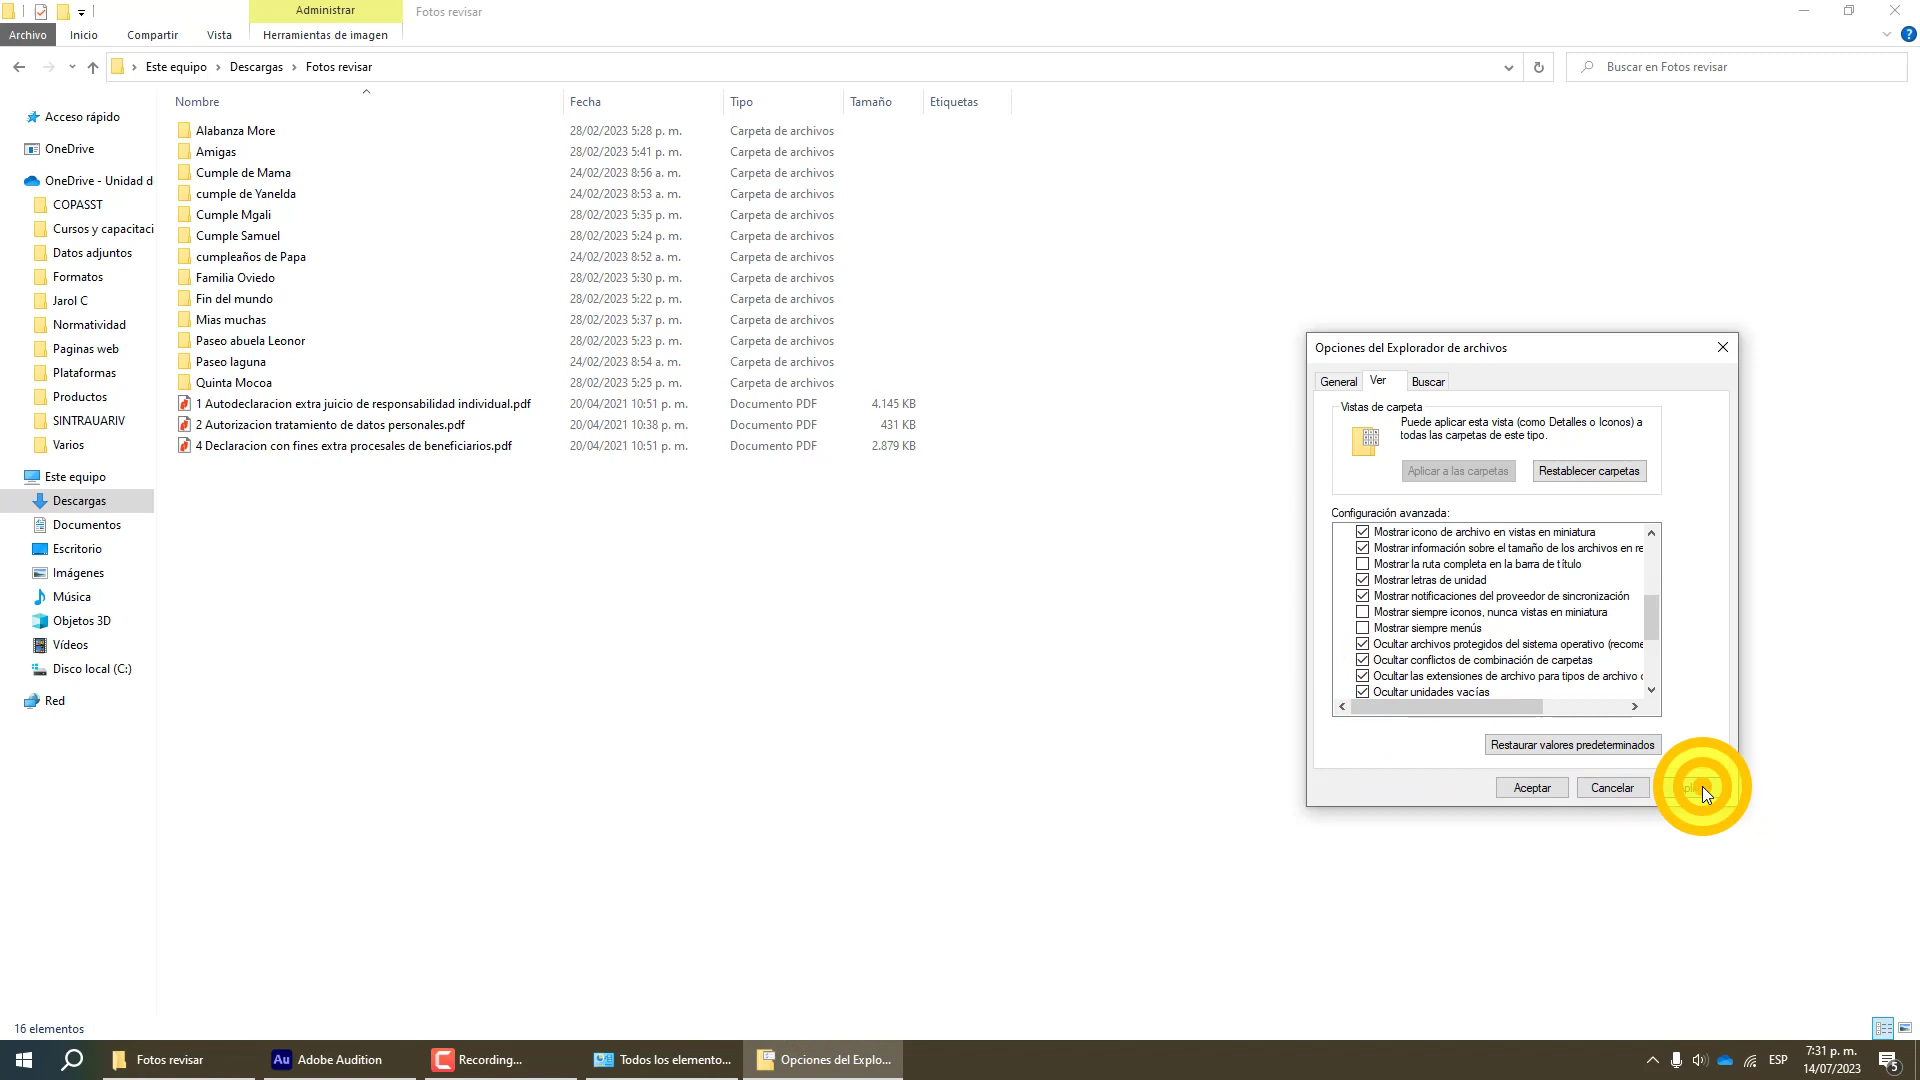 Administrar
Fotos revisar
Archivo
Inicio
Compartir
Vista
Herramientas de imagen
?
Este equipo
Descargas
Fotos revisar
Buscar en Fotos revisar
Nombre
Fecha
Tipo
Tamaño
Etiquetas
Acceso rápido
OneDrive
OneDrive - Unidad d
COPASST
Cursos y capacitaci
Datos adjuntos
Formatos
Jarol C
Normatividad
Paginas web
Plataformas
Productos
SINTRAUARIV
Varios
Este equipo
Descargas
Documentos
Escritorio
Imágenes
Música
Objetos 3D
Vídeos
Disco local (C:)
Red
Alabanza More 28/02/2023 5:28 p. m. Carpeta de archivos
Amigas 28/02/2023 5:41 p. m. Carpeta de archivos
Cumple de Mama 24/02/2023 8:56 a. m. Carpeta de archivos
cumple de Yanelda 24/02/2023 8:53 a. m. Carpeta de archivos
Cumple Mgali 28/02/2023 5:35 p. m. Carpeta de archivos
Cumple Samuel 28/02/2023 5:24 p. m. Carpeta de archivos
cumpleaños de Papa 24/02/2023 8:52 a. m. Carpeta de archivos
Familia Oviedo 28/02/2023 5:30 p. m. Carpeta de archivos
Fin del mundo 28/02/2023 5:22 p. m. Carpeta de archivos
Mias muchas 28/02/2023 5:37 p. m. Carpeta de archivos
Paseo abuela Leonor 28/02/2023 5:23 p. m. Carpeta de archivos
Paseo laguna 24/02/2023 8:54 a. m. Carpeta de archivos
Quinta Mocoa 28/02/2023 5:25 p. m. Carpeta de archivos
1 Autodeclaracion extra juicio de responsabilidad individual.pdf 20/04/2021 10:51 p. m. Documento PDF 4.145 KB
2 Autorizacion tratamiento de datos personales.pdf 20/04/2021 10:38 p. m. Documento PDF 431 KB
4 Declaracion con fines extra procesales de beneficiarios.pdf 20/04/2021 10:51 p. m. Documento PDF 2.879 KB
Opciones del Explorador de archivos
General
Ver
Buscar
Vistas de carpeta
Puede aplicar esta vista (como Detalles o Iconos) a
todas las carpetas de este tipo.
Aplicar a las carpetas
Restablecer carpetas
Configuración avanzada:
Mostrar icono de archivo en vistas en miniatura
Mostrar información sobre el tamaño de los archivos en re
Mostrar la ruta completa en la barra de título
Mostrar letras de unidad
Mostrar notificaciones del proveedor de sincronización
Mostrar siempre iconos, nunca vistas en miniatura
Mostrar siempre menús
Ocultar archivos protegidos del sistema operativo (recome
Ocultar conflictos de combinación de carpetas
Ocultar las extensiones de archivo para tipos de archivo c
Ocultar unidades vacías
Restaurar valores predeterminados
Aceptar
Cancelar
16 elementos
Fotos revisar
Au
Adobe Audition
Recording...
Todos los elemento...
Opciones del Explo...
ESP
7:31 p. m.
14/07/2023
5